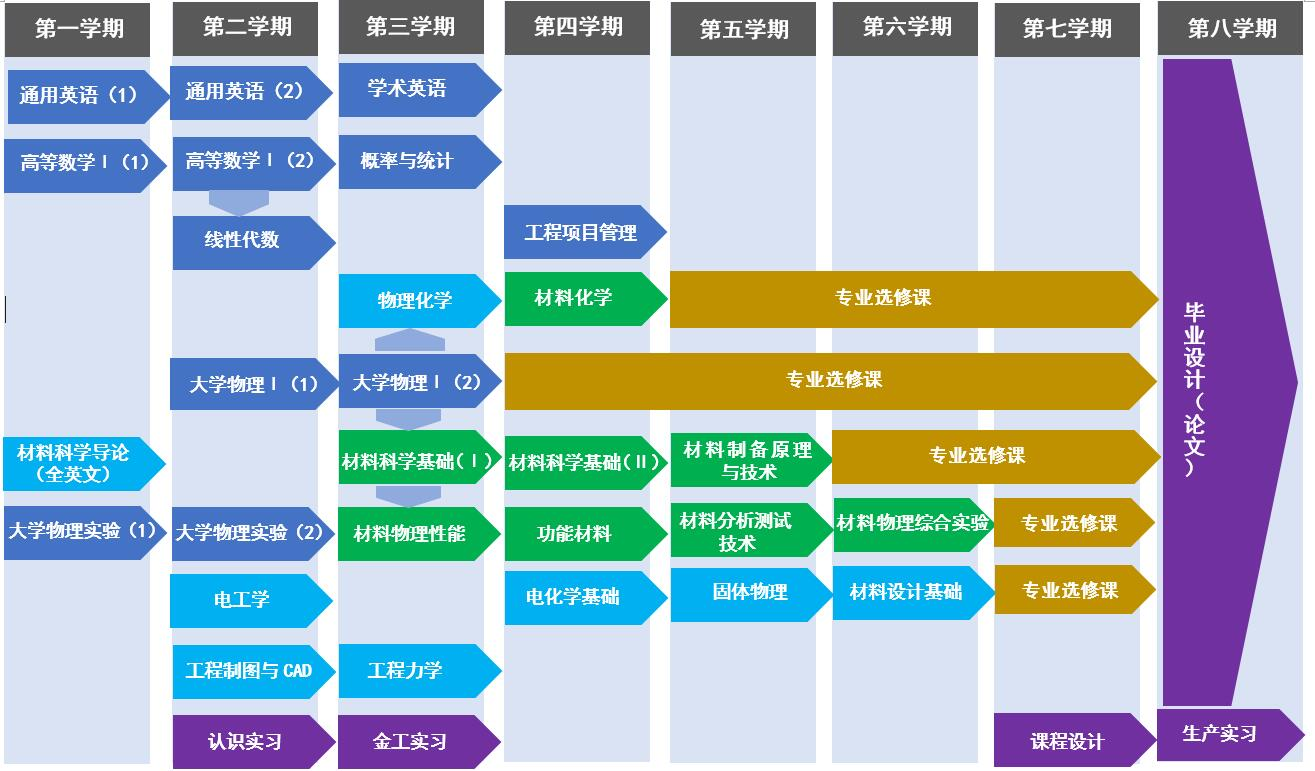 第一学期
第二学期
第三学期
第四学期
第五学期
第六学期
第七学期
第八学期
通用英语（1）
通用英语（2）
学术英语
高等数学Ⅰ（1）
高等数学Ⅰ（2）
概率与统计
线性代数
工程项目管理
物理化学
材料化学
专业选修课
大学物理Ⅰ（1）
大学物理Ⅰ（2）
专业选修课
材料科学导论
（全英文）
材料科学基础(Ⅰ)
材料科学基础(Ⅱ)
材料制备原理
与技术
专业选修课
大学物理实验（1）
大学物理实验（2）
材料物理性能
功能材料
材料分析测试
技术
材料物理综合实验
专业选修课
电工学
电化学基础
固体物理
材料设计基础
专业选修课
工程制图与CAD
工程力学
认识实习
金工实习
课程设计
生产实习
毕业设计（论文）